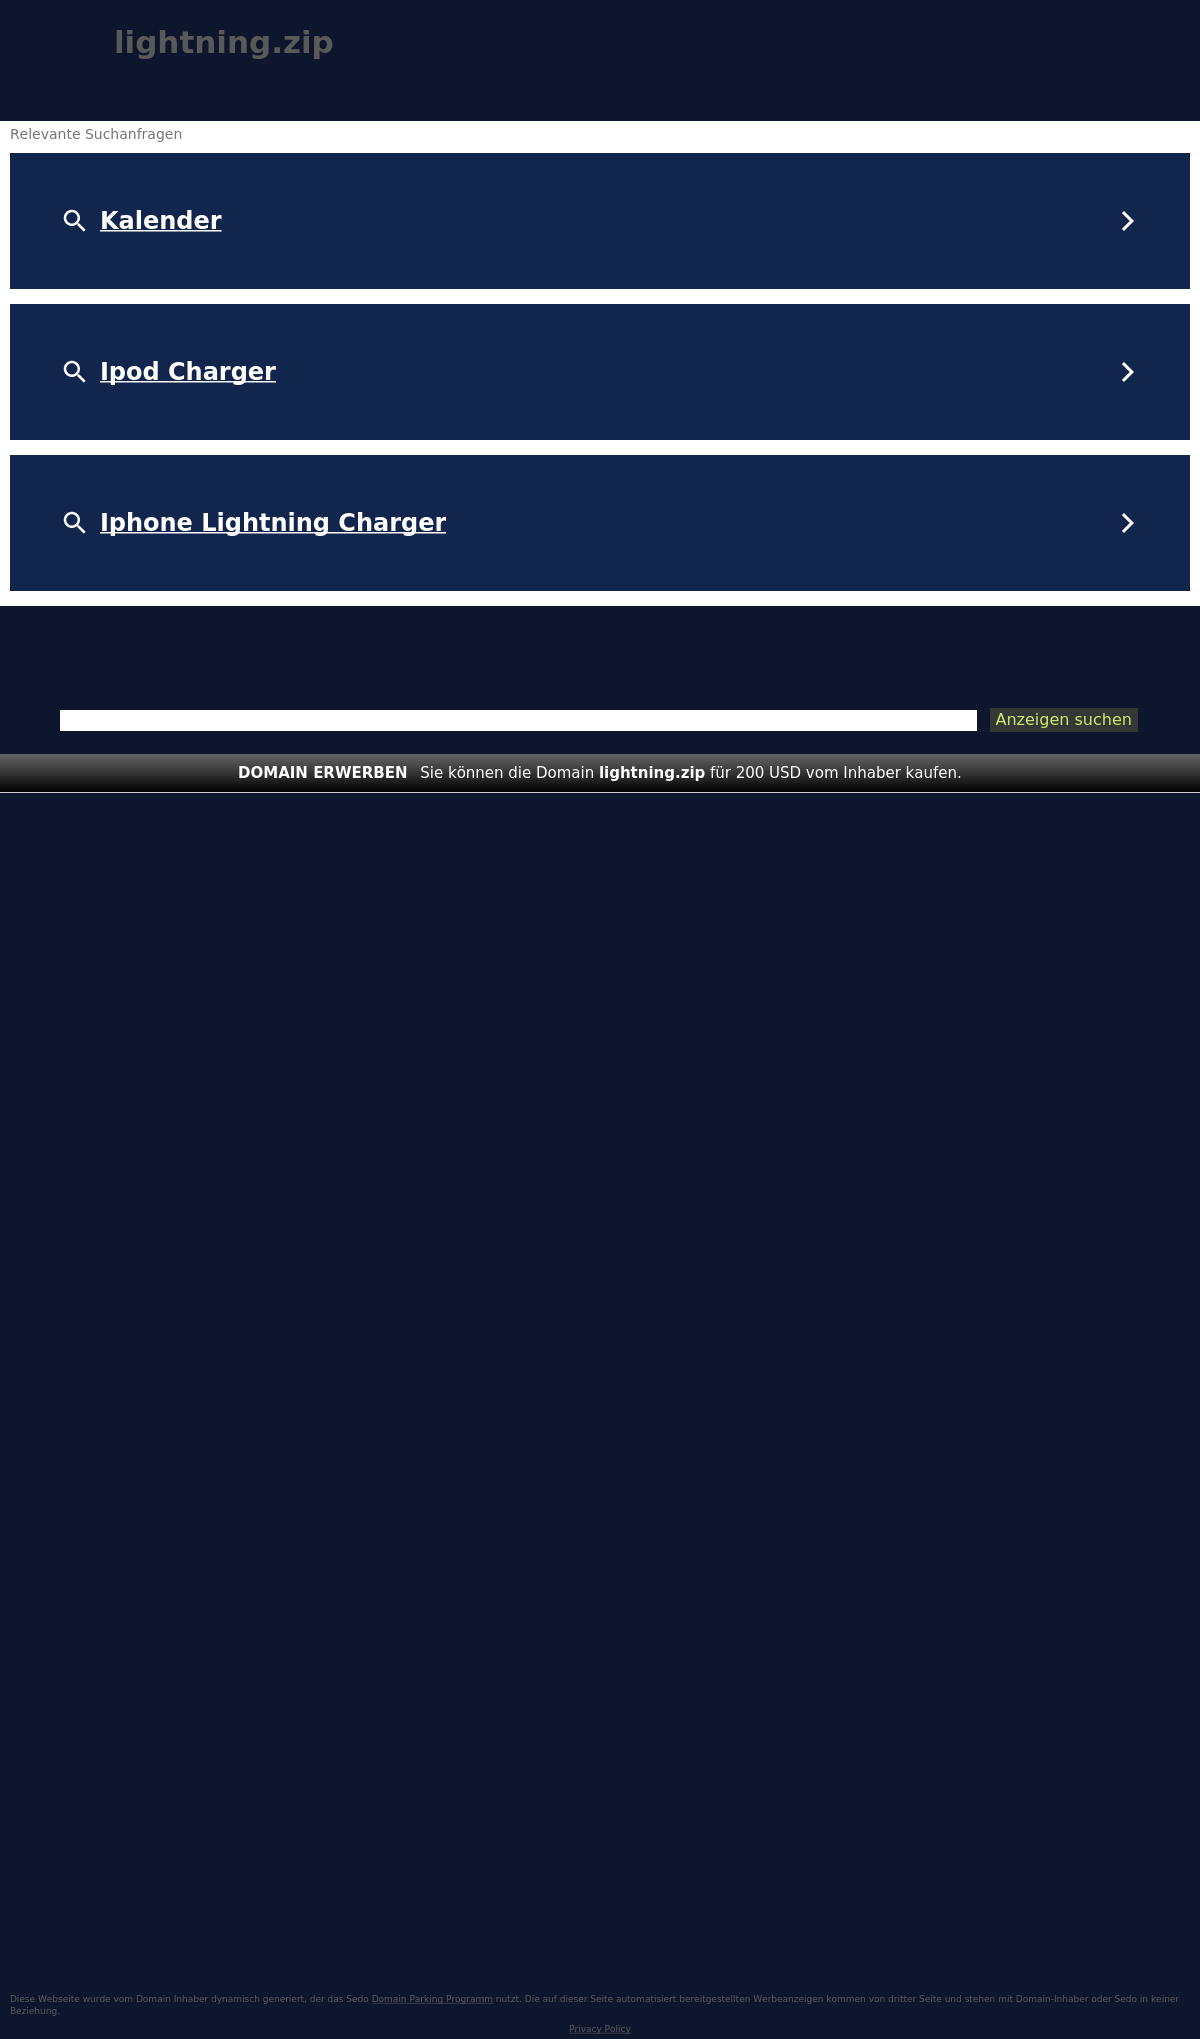 lightning.zip
Relevante Suchanfragen
Kalender
Ipod Charger
Iphone Lightning Charger
Anzeigen suchen
DOMAIN ERWERBEN Sie können die Domain lightning.zip für 200 USD vom Inhaber kaufen.
Diese Webseite wurde vom Domain Inhaber dynamisch generiert, der das Sedo Domain Parking Programm nutzt. Die auf dieser Seite automatisiert bereitgestellten Werbeanzeigen kommen von dritter Seite und stehen mit Domain-Inhaber oder Sedo in keiner
Beziehung.
Privacy Policy